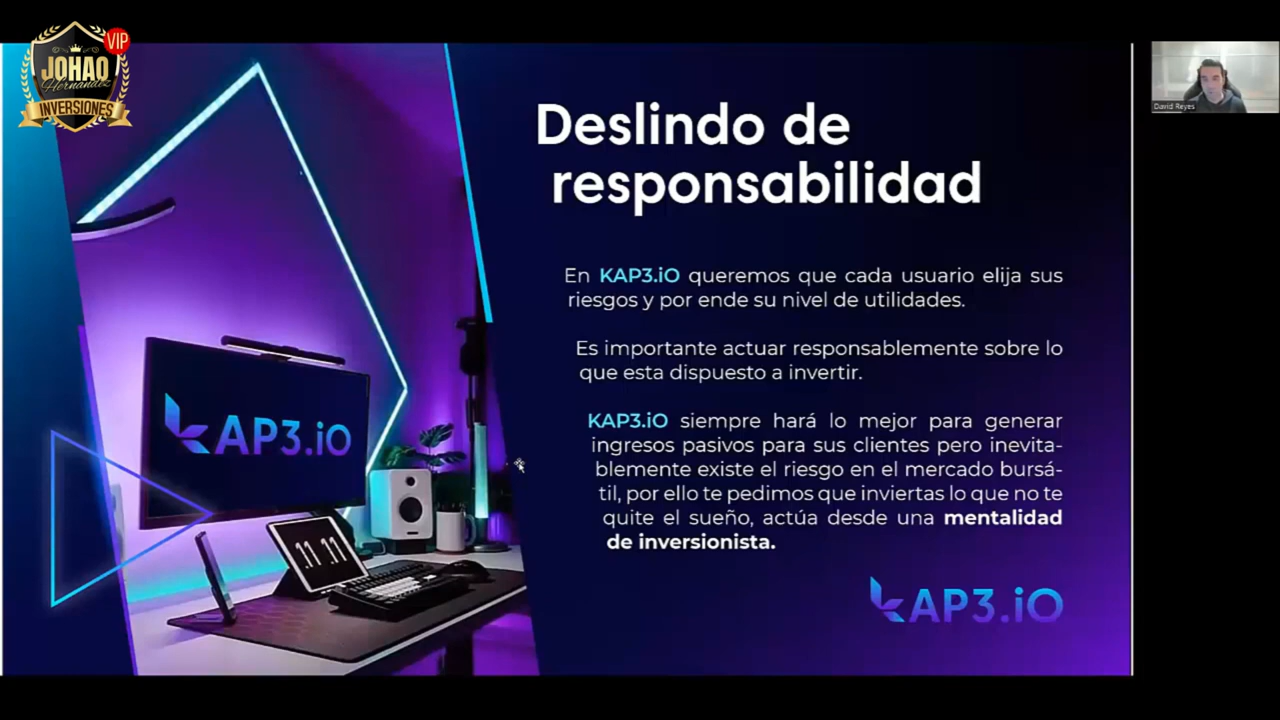 VIP
JOHAO
Hernández
INVERSIONES
David Reyes
Deslindo de
responsabilidad
En KAP3.iO queremos que cada usuario elija sus
riesgos y por ende su nivel de utilidades.
Es importante actuar responsablemente sobre lo
que esta dispuesto a invertir.
KAP3.iO siempre hará lo mejor para generar
ingresos pasivos para sus clientes pero inevita-
blemente existe el riesgo en el mercado bursá-
til, por ello te pedimos que inviertas lo que no te
quite el sueño, actúa desde una mentalidad
de inversionista.
KAP3.iO
11 11
KAP3.iO